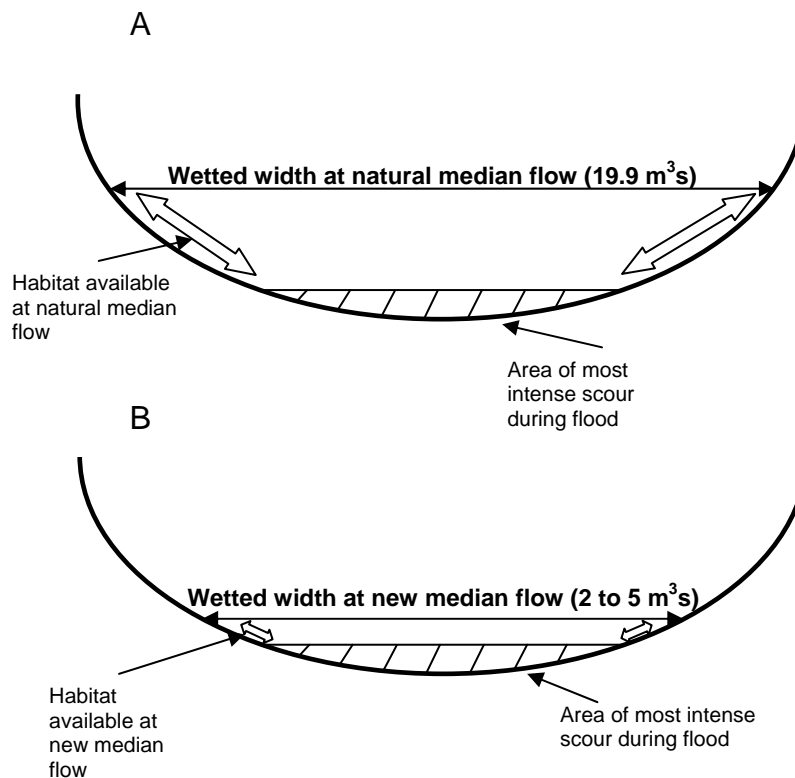 A
Wetted width at natural median flow (19.9 m³s)
Habitat available
at natural median
flow
Area of most
intense scour
during flood
B
Wetted width at new median flow (2 to 5 m³s)
Habitat
available at
new median
flow
Area of most intense
scour during flood